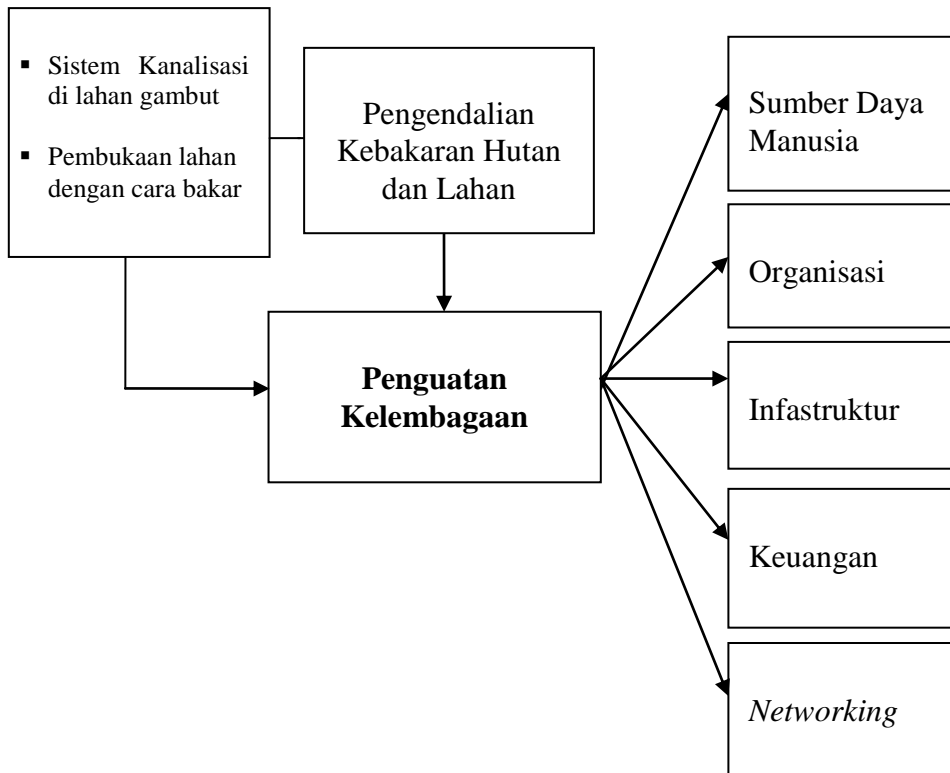 ▪ Sistem Kanalisasi
di lahan gambut
▪ Pembukaan lahan
dengan cara bakar
Pengendalian
Kebakaran Hutan
dan Lahan
Penguatan
Kelembagaan
Sumber Daya
Manusia
Organisasi
Infastruktur
Keuangan
Networking